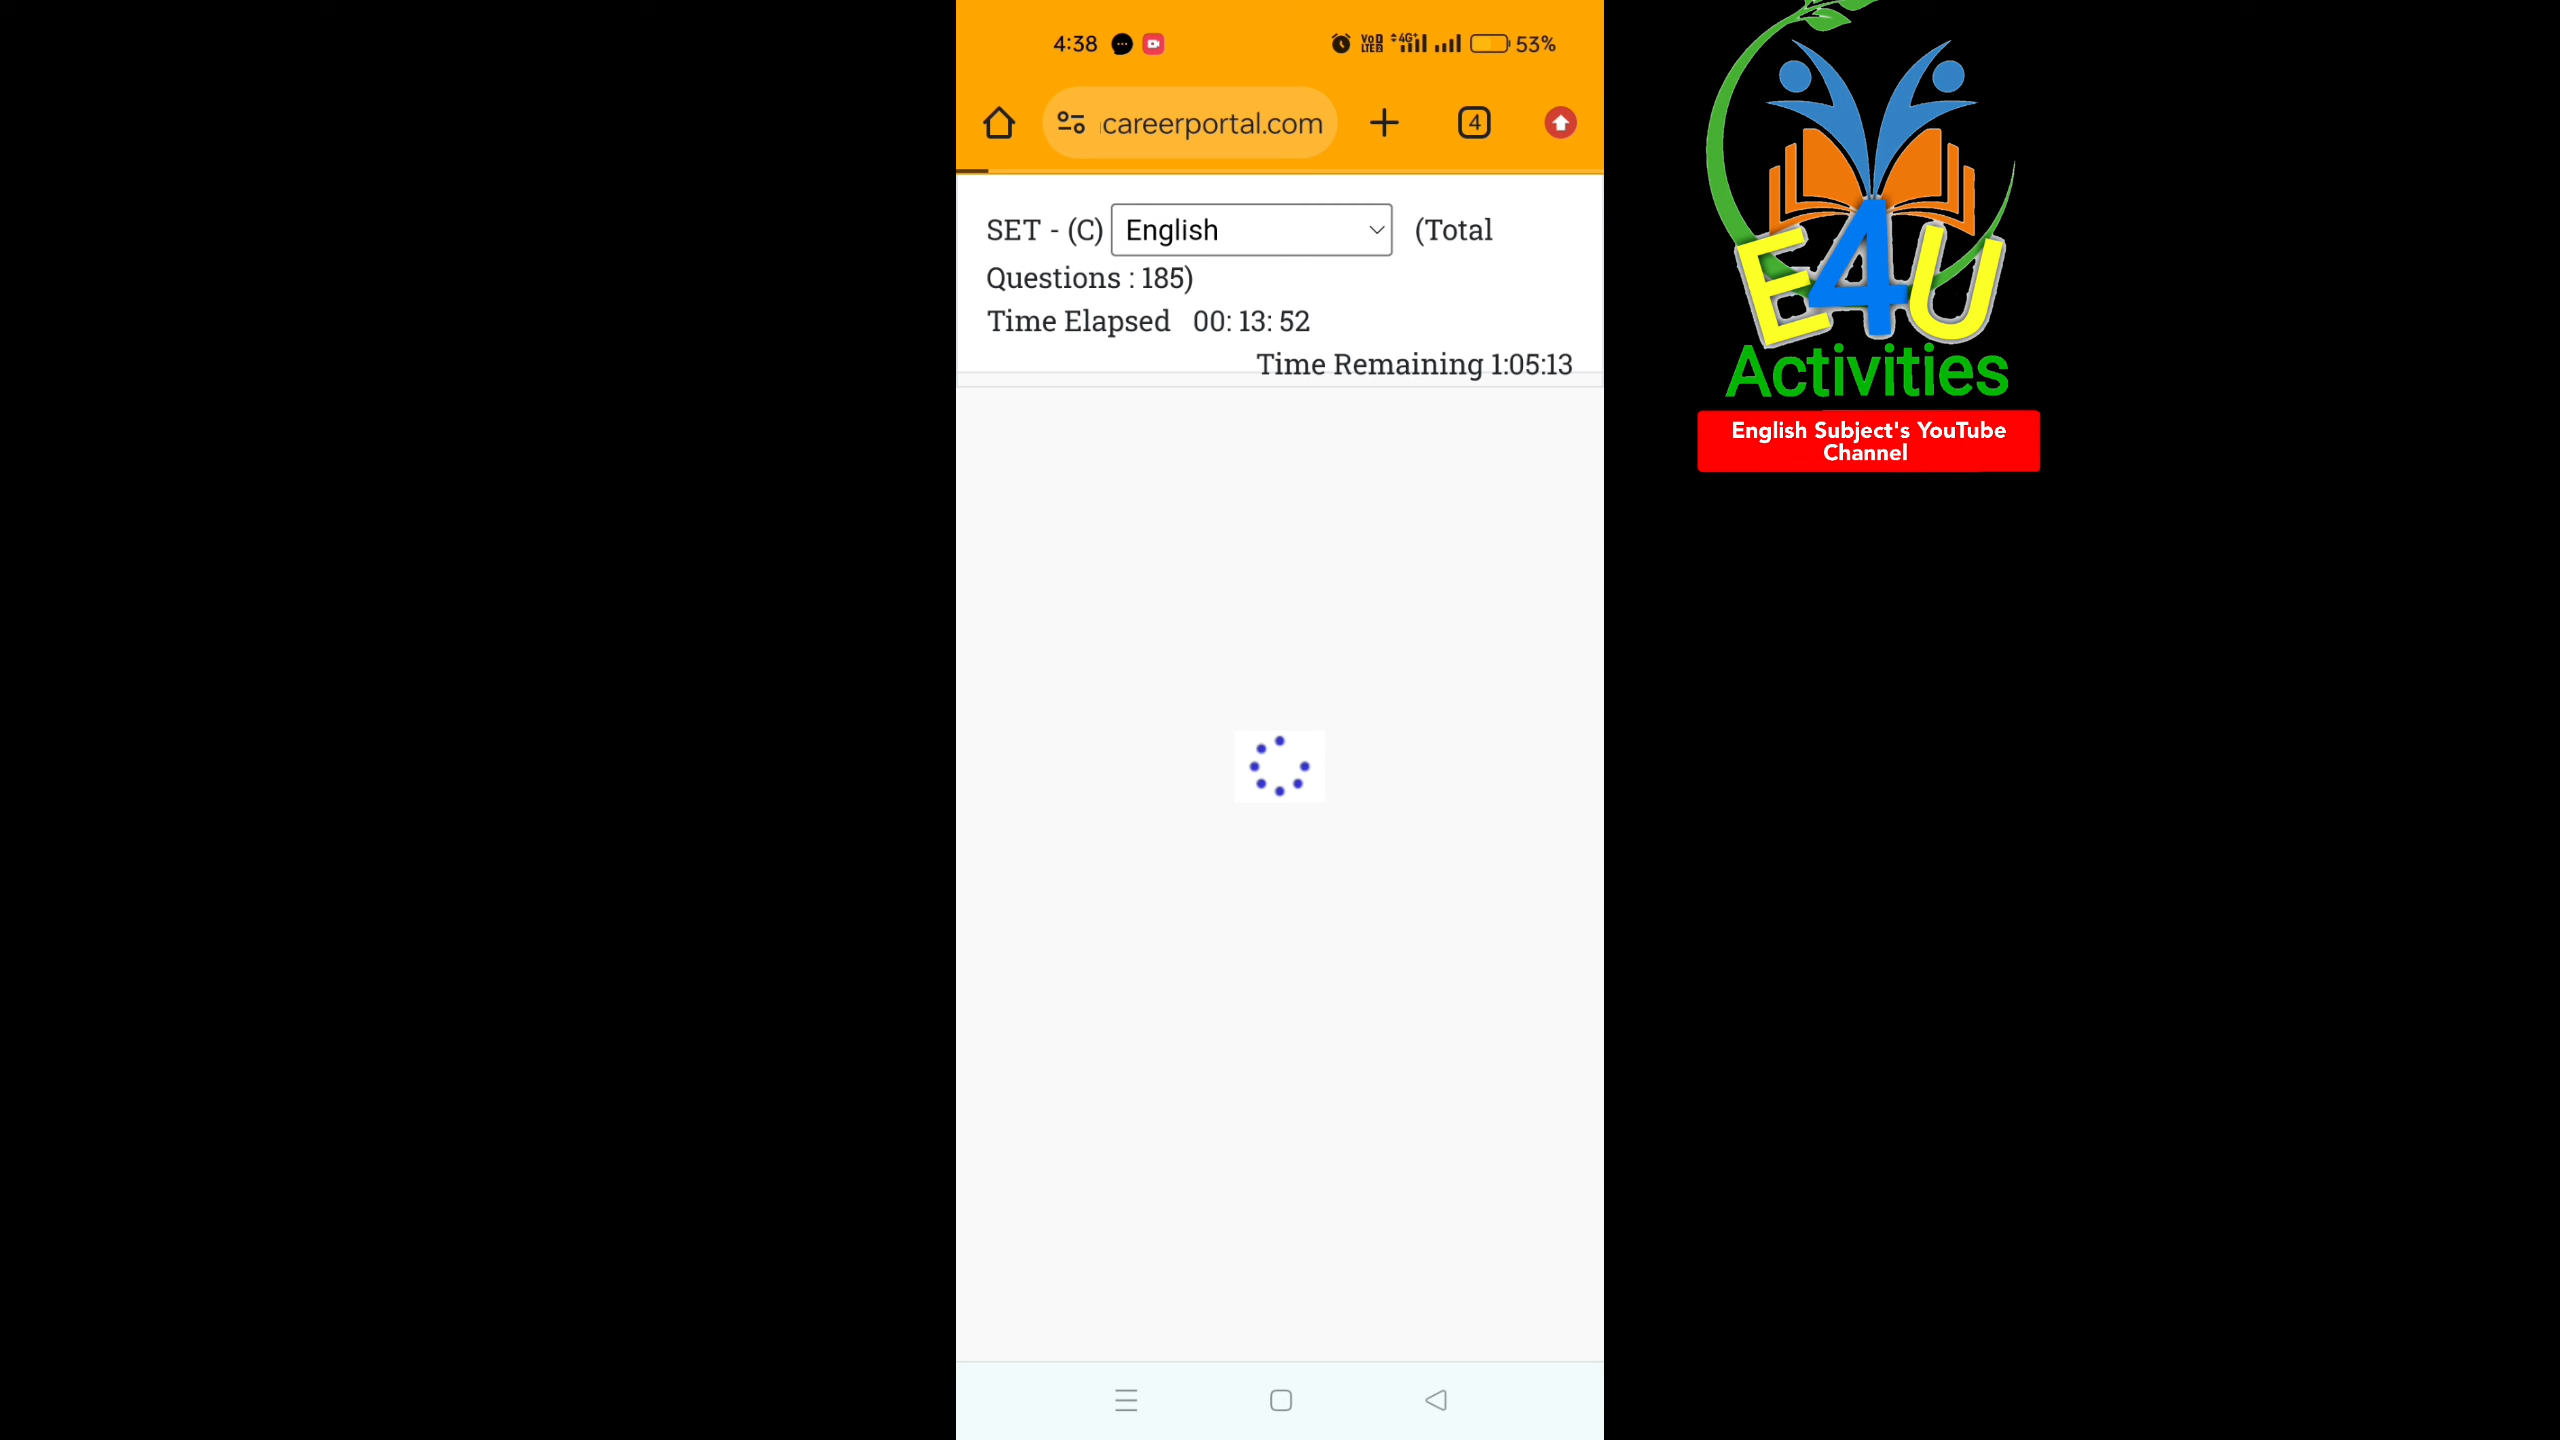 4:38
53%
careerportal.com
4
SET - (C) English (Total
Questions : 185)
Time Elapsed 00: 13: 52
Time Remaining 1:05:13
E4U
Activities
English Subject's YouTube
Channel